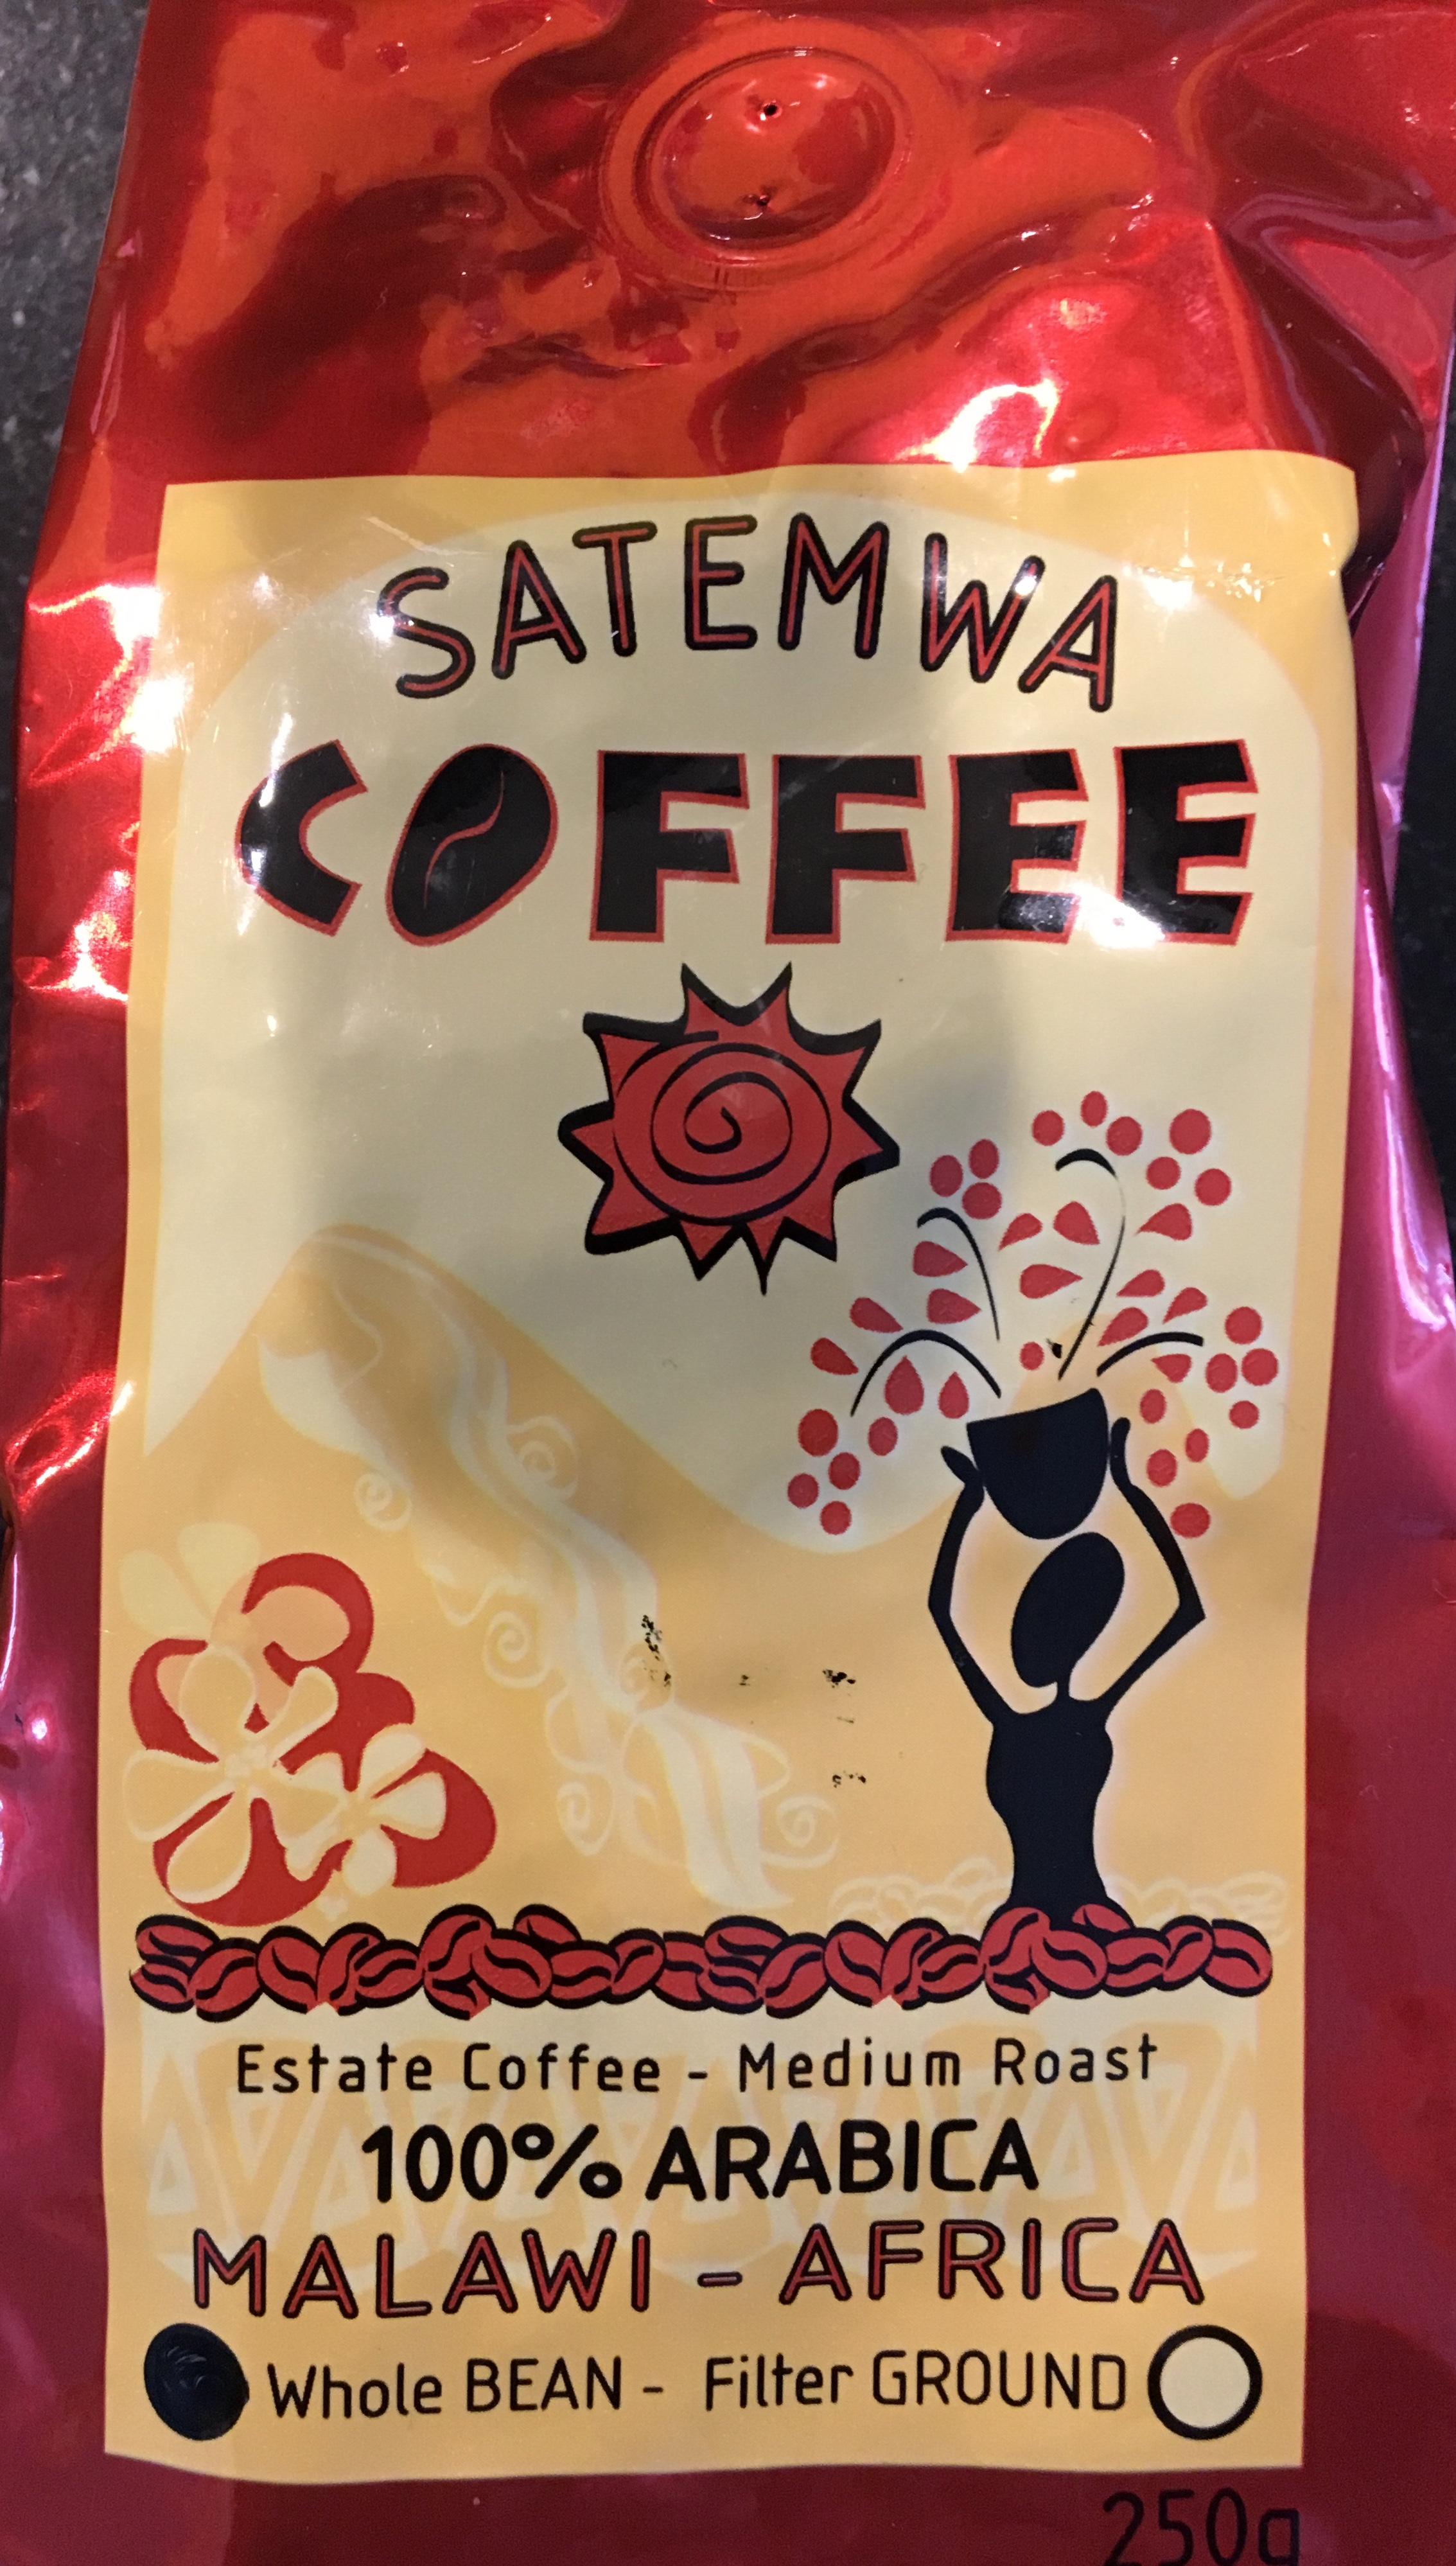 SATEMWA
COFFEE
Estate Coffee - Medium Roast
100% ARABICA
MALAWI - AFRICA
Whole BEAN - Filter GROUND
250g